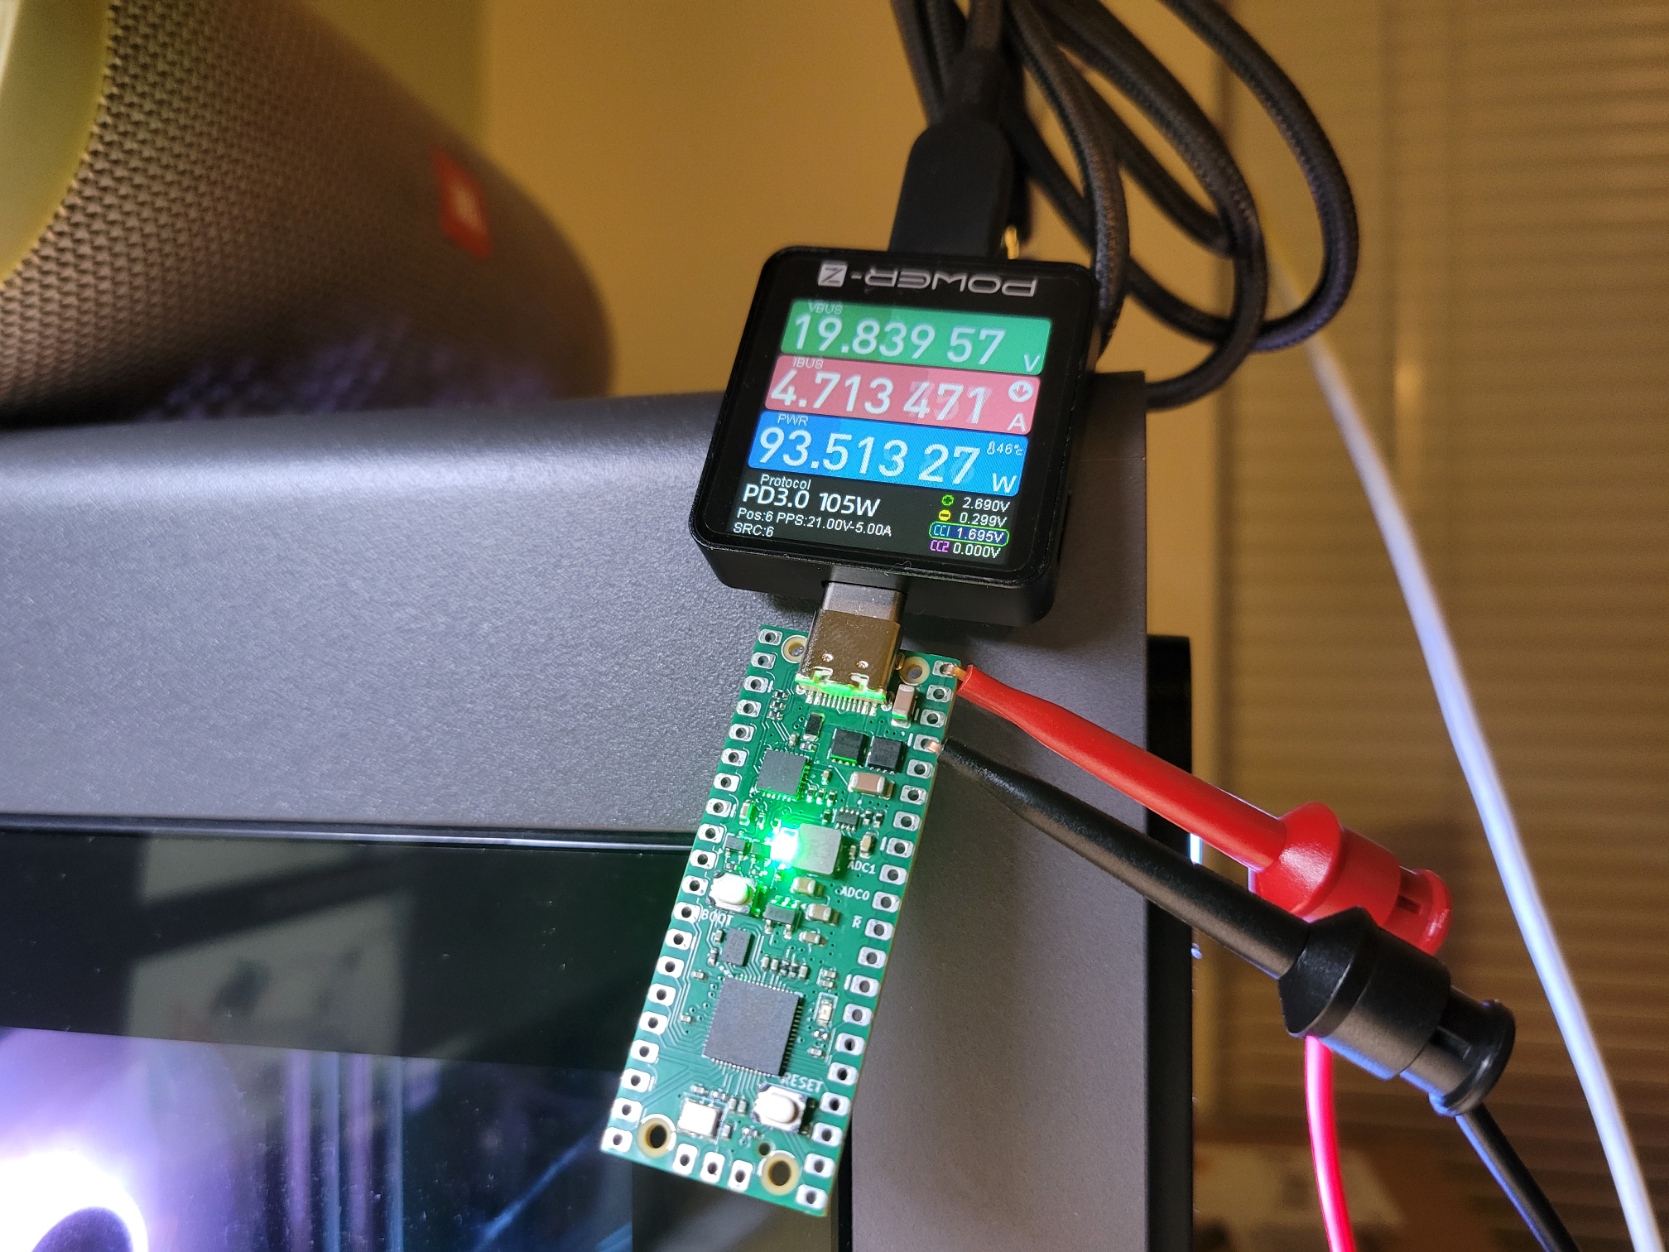 POWER-Z
VBUS
19.839 57 V
IBUS
4.713 471 A
PWR
93.513 27 W
46°C
Protocol
PD3.0 105W
Pos:6 PPS:21.00V-5.00A
SRC:6
2.690V
0.299V
CC1 1.695V
CC2 0.000V
ADC1
ADC0
R
BOOT
RESET
JBL